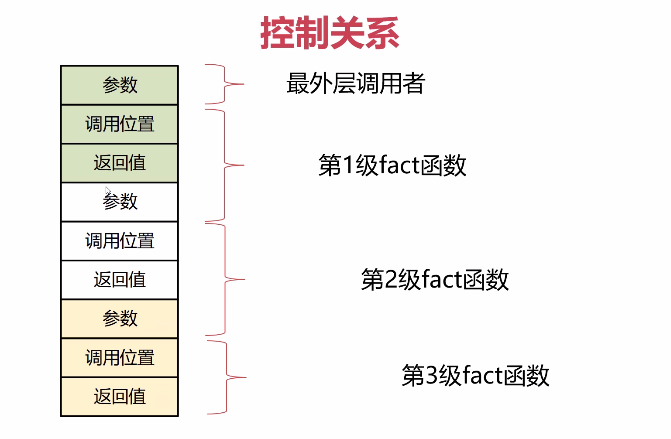 控制关系
参数
最外层调用者
调用位置
返回值
第1级fact函数
参数
调用位置
返回值
第2级fact函数
参数
调用位置
第3级fact函数
返回值